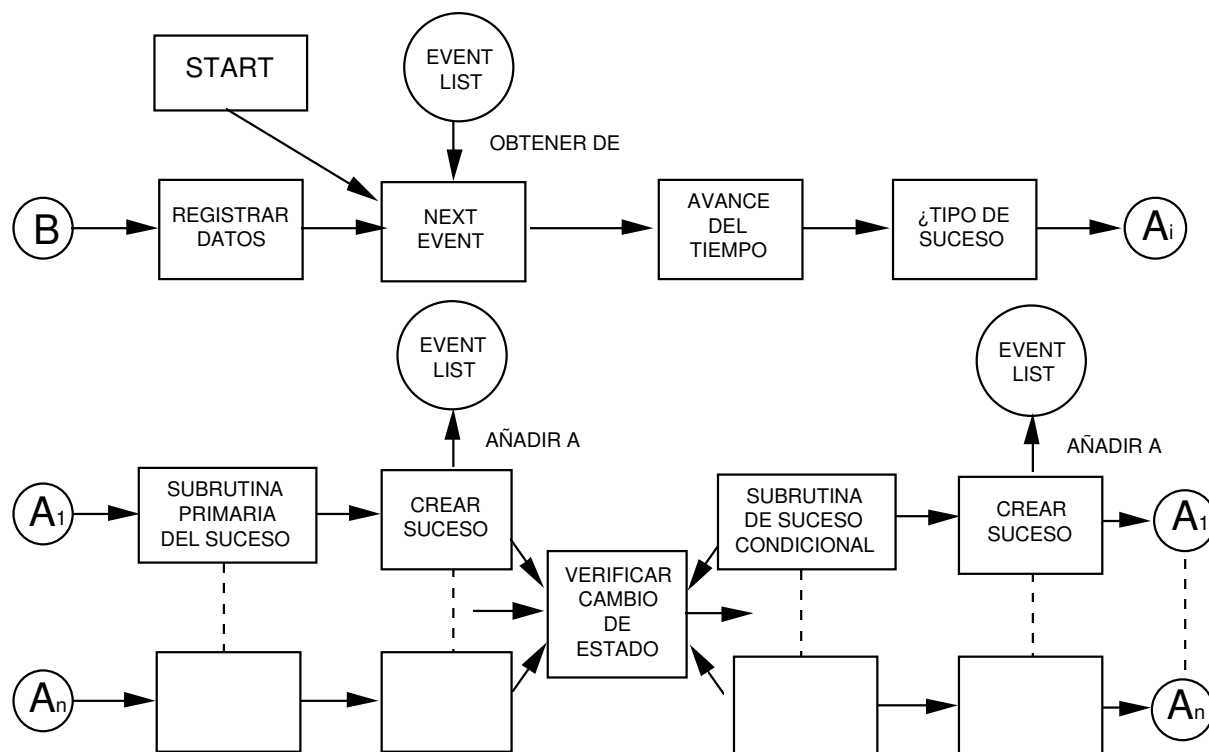 START
EVENT
LIST
OBTENER DE
B
REGISTRAR
DATOS
NEXT
EVENT
AVANCE
DEL
TIEMPO
¿TIPO DE
SUCESO
Ai
EVENT
LIST
AÑADIR A
EVENT
LIST
AÑADIR A
A1
SUBRUTINA
PRIMARIA
DEL SUCESO
CREAR
SUCESO
VERIFICAR
CAMBIO
DE
ESTADO
SUBRUTINA
DE SUCESO
CONDICIONAL
CREAR
SUCESO
A1
An
An